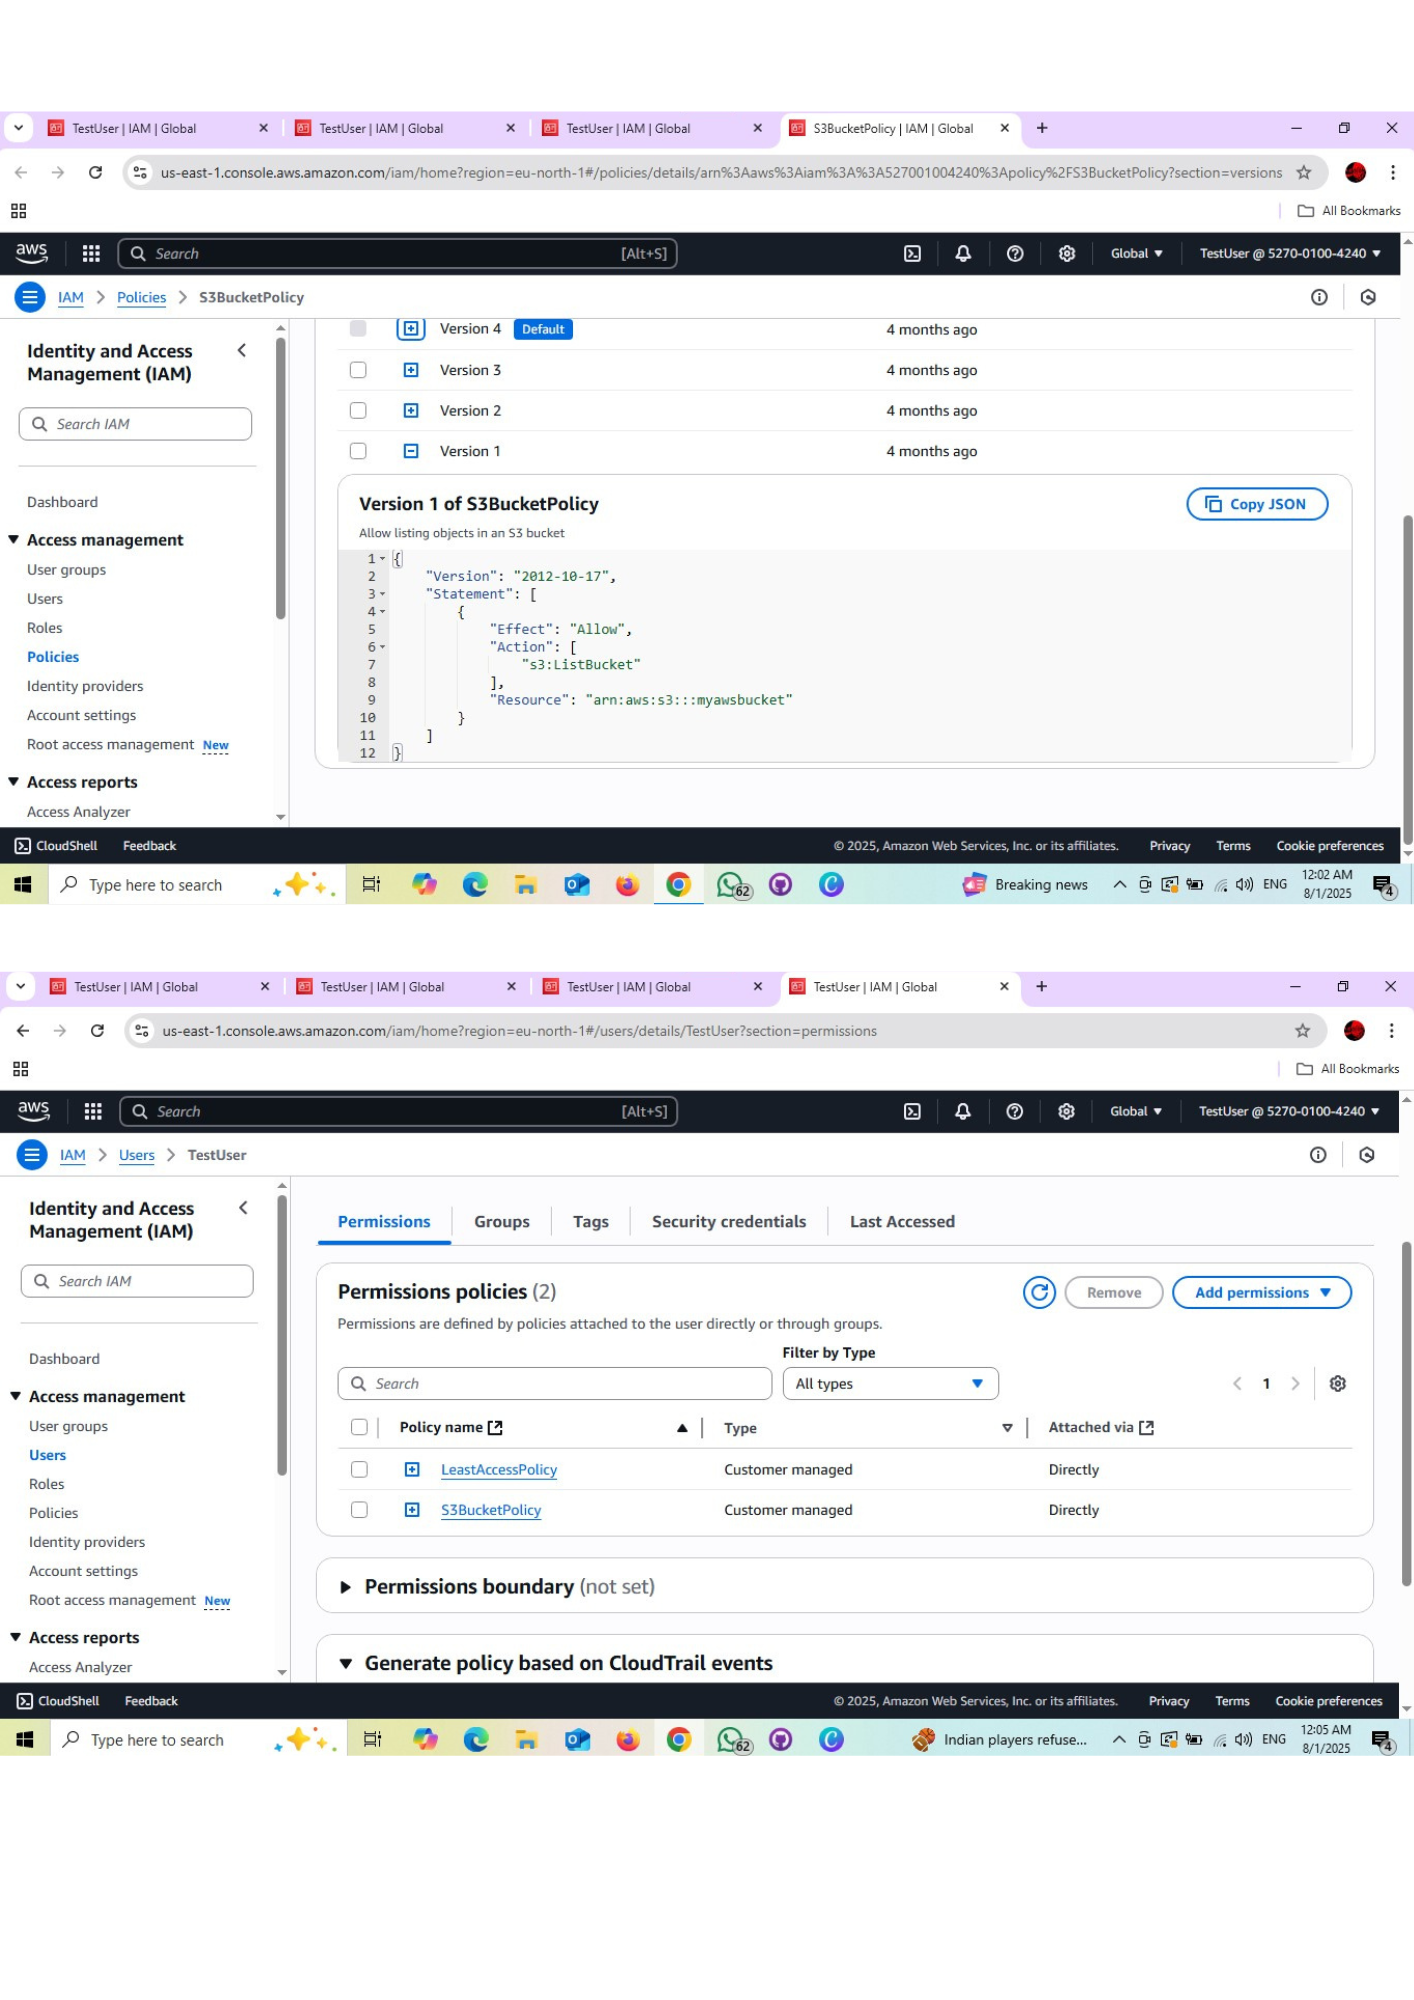 TestUser | IAM | Global
TestUser | IAM | Global
TestUser | IAM | Global
S3BucketPolicy | IAM | Global
us-east-1.console.aws.amazon.com/iam/home?region=eu-north-1#/policies/details/arn%3Aaws%3Aiam%3A%3A527001004240%3Apolicy%2FS3BucketPolicy?section=versions
All Bookmarks
aws
Search
[Alt+S]
Global
TestUser @ 5270-0100-4240
IAM > Policies > S3BucketPolicy
Identity and Access
Management (IAM)
Search IAM
Dashboard
Access management
User groups
Users
Roles
Policies
Identity providers
Account settings
Root access management New
Access reports
Access Analyzer
Version 4 Default 4 months ago
Version 3 4 months ago
Version 2 4 months ago
Version 1 4 months ago
Version 1 of S3BucketPolicy
Copy JSON
Allow listing objects in an S3 bucket
1 {
2 "Version": "2012-10-17",
3 "Statement": [
4 {
5 "Effect": "Allow",
6 "Action": [
7 "s3:ListBucket"
8 ],
9 "Resource": "arn:aws:s3:::myawsbucket"
10 }
11 ]
12 }
CloudShell Feedback © 2025, Amazon Web Services, Inc. or its affiliates. Privacy Terms Cookie preferences
Type here to search
62
Breaking news
ENG
12:02 AM
8/1/2025
4
TestUser | IAM | Global
TestUser | IAM | Global
TestUser | IAM | Global
TestUser | IAM | Global
us-east-1.console.aws.amazon.com/iam/home?region=eu-north-1#/users/details/TestUser?section=permissions
All Bookmarks
aws
Search
[Alt+S]
Global
TestUser @ 5270-0100-4240
IAM > Users > TestUser
Identity and Access
Management (IAM)
Search IAM
Dashboard
Access management
User groups
Users
Roles
Policies
Identity providers
Account settings
Root access management New
Access reports
Access Analyzer
Permissions Groups Tags Security credentials Last Accessed
Permissions policies (2)
Remove
Add permissions
Permissions are defined by policies attached to the user directly or through groups.
Filter by Type
Search
All types
1
Policy name Type Attached via
LeastAccessPolicy Customer managed Directly
S3BucketPolicy Customer managed Directly
Permissions boundary (not set)
Generate policy based on CloudTrail events
CloudShell Feedback © 2025, Amazon Web Services, Inc. or its affiliates. Privacy Terms Cookie preferences
Type here to search
62
Indian players refuse...
ENG
12:05 AM
8/1/2025
4